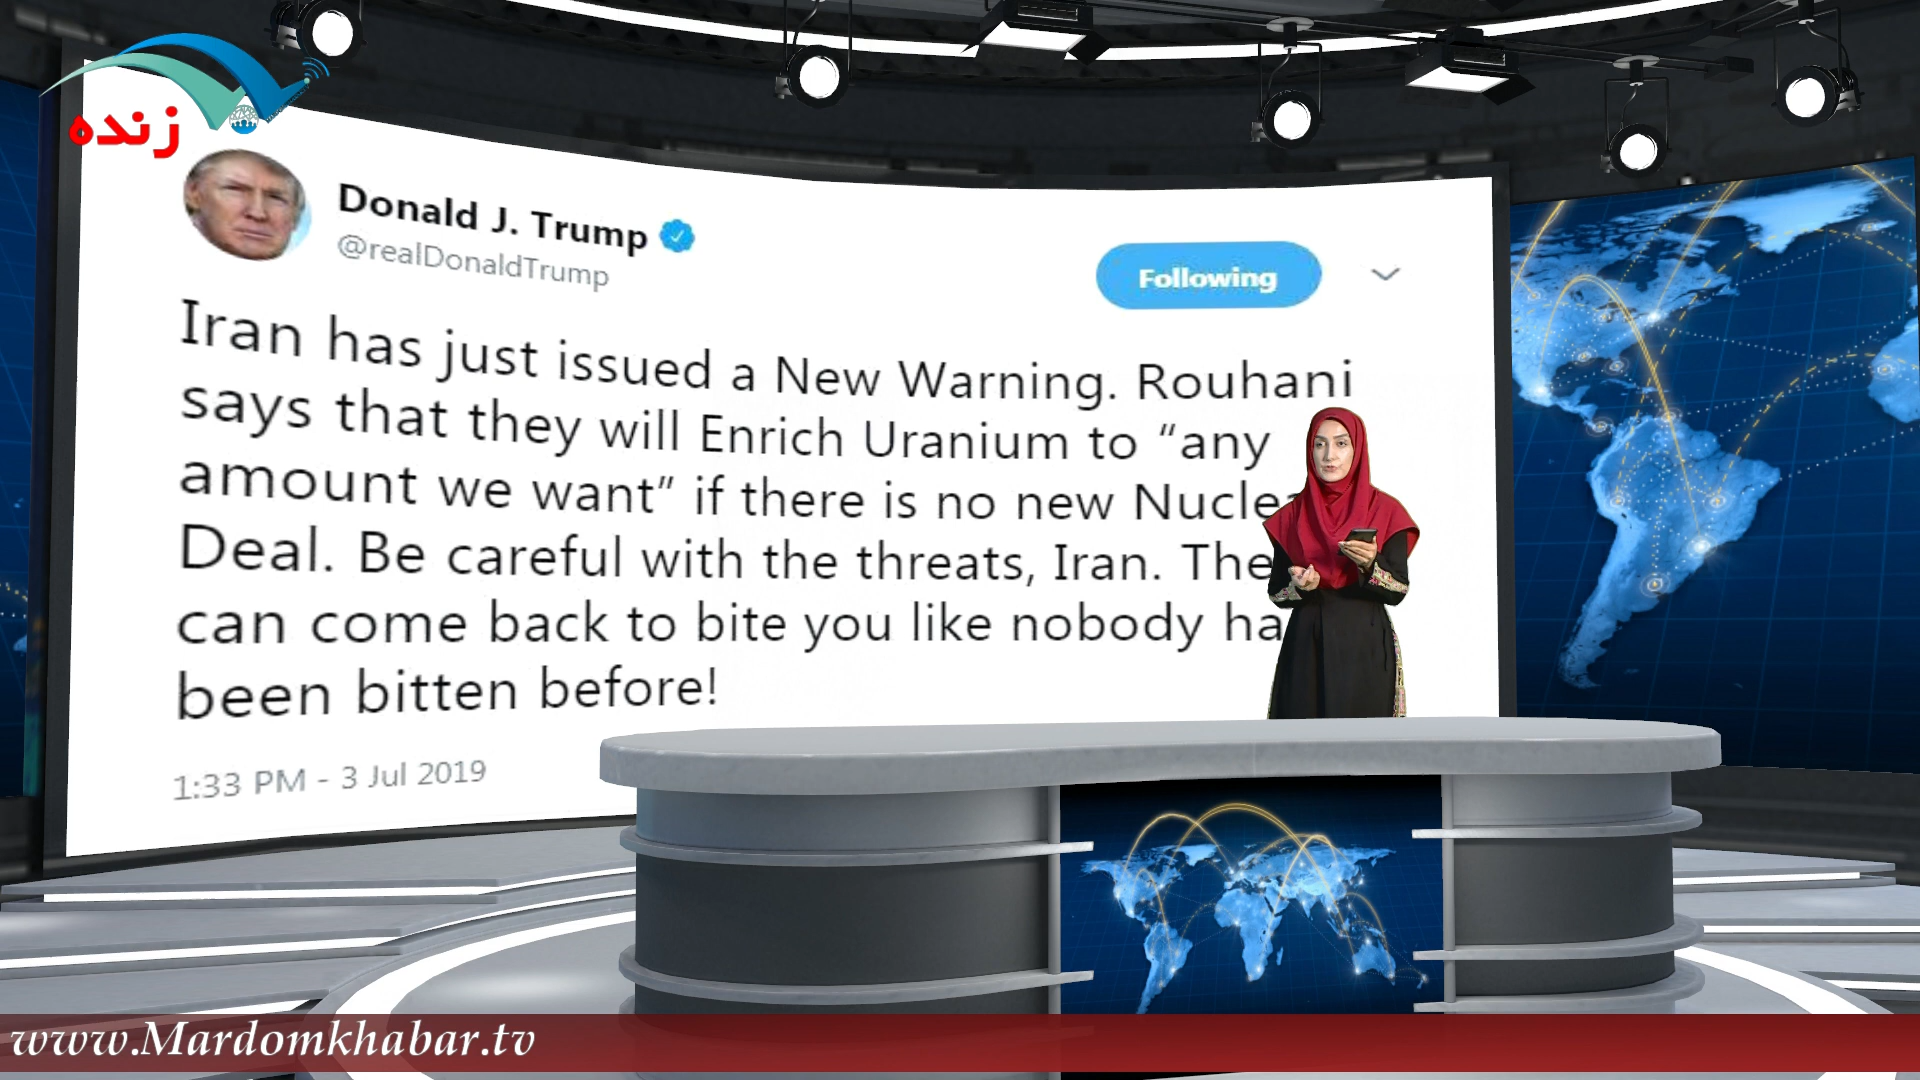 زنده
Donald J. Trump
@realDonaldTrump
Following
Iran has just issued a New Warning. Rouhani
says that they will Enrich Uranium to “any
amount we want” if there is no new Nuclea
Deal. Be careful with the threats, Iran. The
can come back to bite you like nobody ha
been bitten before!
1:33 PM - 3 Jul 2019
www.Mardomkhabar.tv